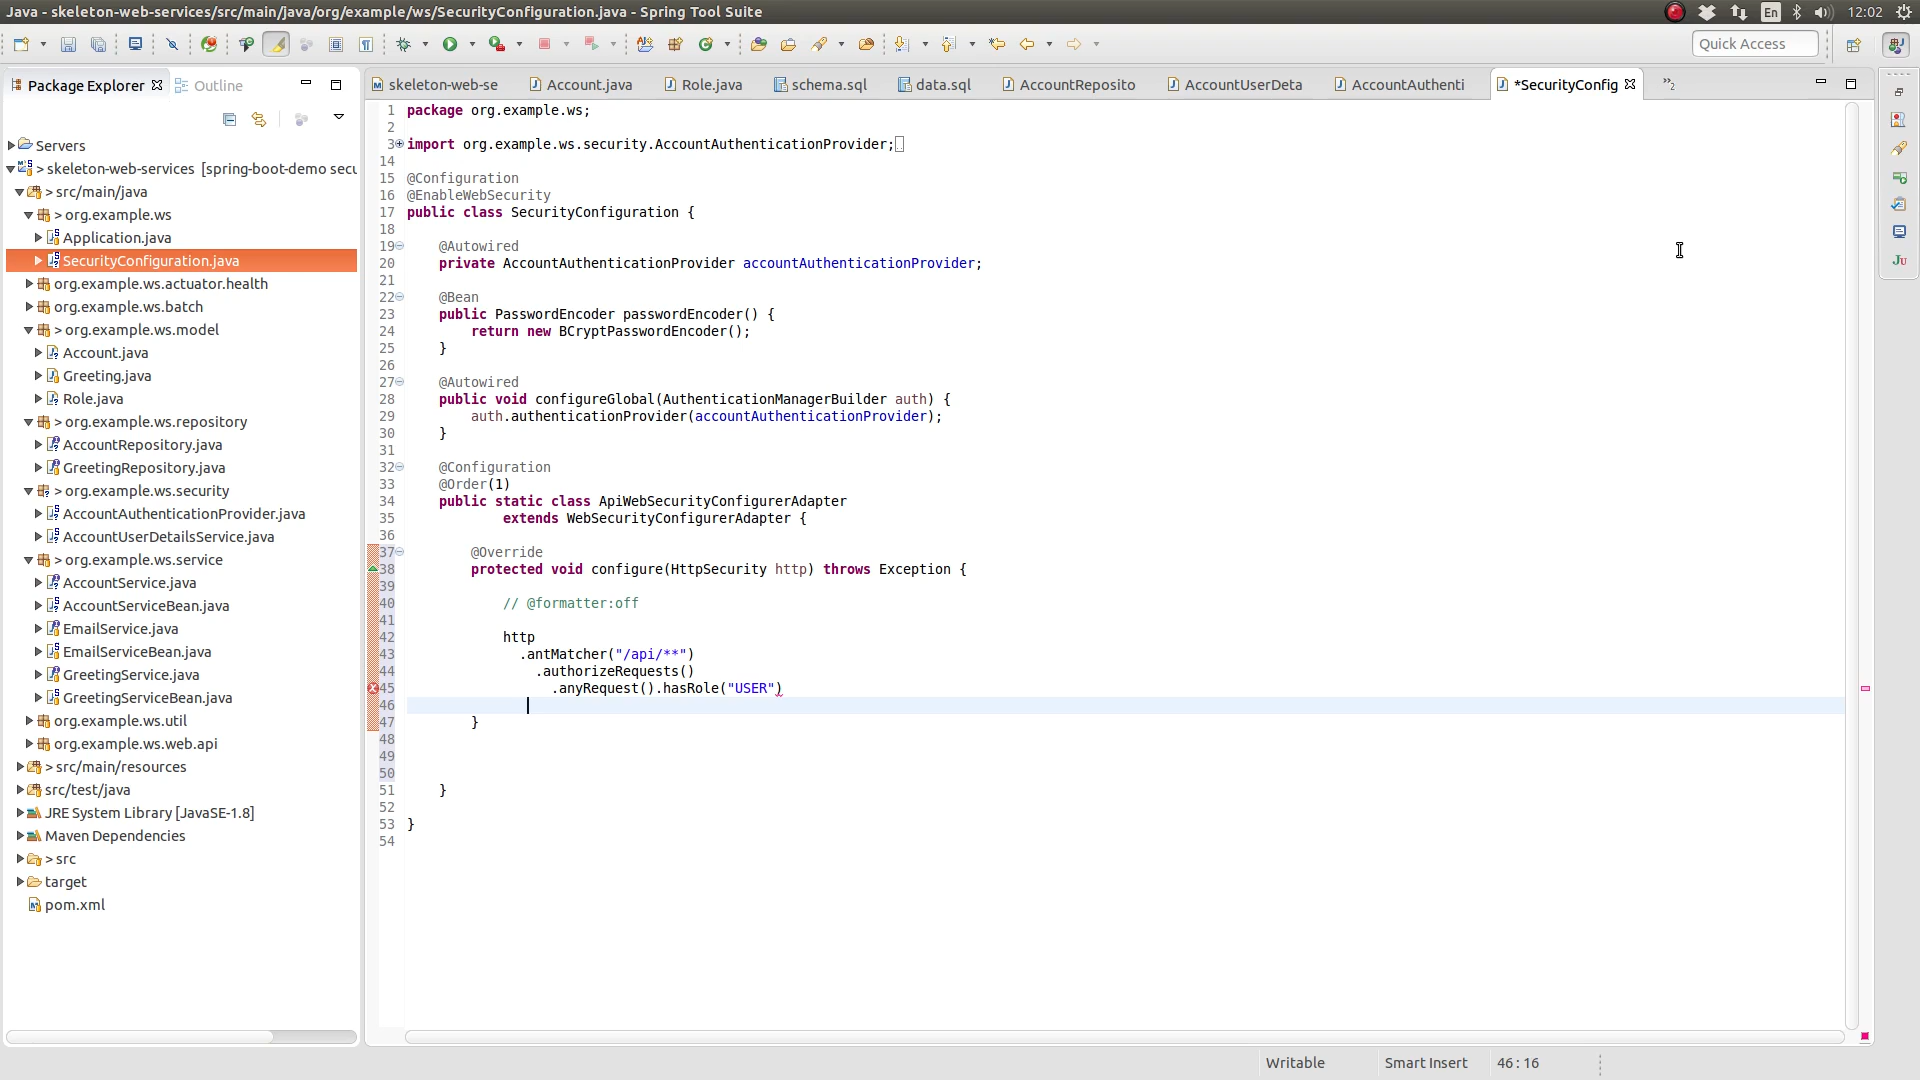 Java - skeleton-web-services/src/main/java/org/example/ws/SecurityConfiguration.java - Spring Tool Suite
En
12:02
Quick Access
Package Explorer
Outline
skeleton-web-se
Account.java
Role.java
schema.sql
data.sql
AccountReposito
AccountUserDeta
AccountAuthenti
*SecurityConfig
»2
Servers
> skeleton-web-services [spring-boot-demo secu
> src/main/java
> org.example.ws
Application.java
SecurityConfiguration.java
org.example.ws.actuator.health
org.example.ws.batch
> org.example.ws.model
Account.java
Greeting.java
Role.java
> org.example.ws.repository
AccountRepository.java
GreetingRepository.java
> org.example.ws.security
AccountAuthenticationProvider.java
AccountUserDetailsService.java
> org.example.ws.service
AccountService.java
AccountServiceBean.java
EmailService.java
EmailServiceBean.java
GreetingService.java
GreetingServiceBean.java
org.example.ws.util
org.example.ws.web.api
> src/main/resources
src/test/java
JRE System Library [JavaSE-1.8]
Maven Dependencies
> src
target
pom.xml
1 package org.example.ws;
2
3 import org.example.ws.security.AccountAuthenticationProvider;
14
15 @Configuration
16 @EnableWebSecurity
17 public class SecurityConfiguration {
18
19     @Autowired
20     private AccountAuthenticationProvider accountAuthenticationProvider;
21
22     @Bean
23     public PasswordEncoder passwordEncoder() {
24         return new BCryptPasswordEncoder();
25     }
26
27     @Autowired
28     public void configureGlobal(AuthenticationManagerBuilder auth) {
29         auth.authenticationProvider(accountAuthenticationProvider);
30     }
31
32     @Configuration
33     @Order(1)
34     public static class ApiWebSecurityConfigurerAdapter
35             extends WebSecurityConfigurerAdapter {
36
37         @Override
38         protected void configure(HttpSecurity http) throws Exception {
39
40             // @formatter:off
41
42             http
43               .antMatcher("/api/**")
44                 .authorizeRequests()
45                   .anyRequest().hasRole("USER")
46
47         }
48
49
50
51     }
52
53 }
54
Ju
Writable
Smart Insert
46 : 16